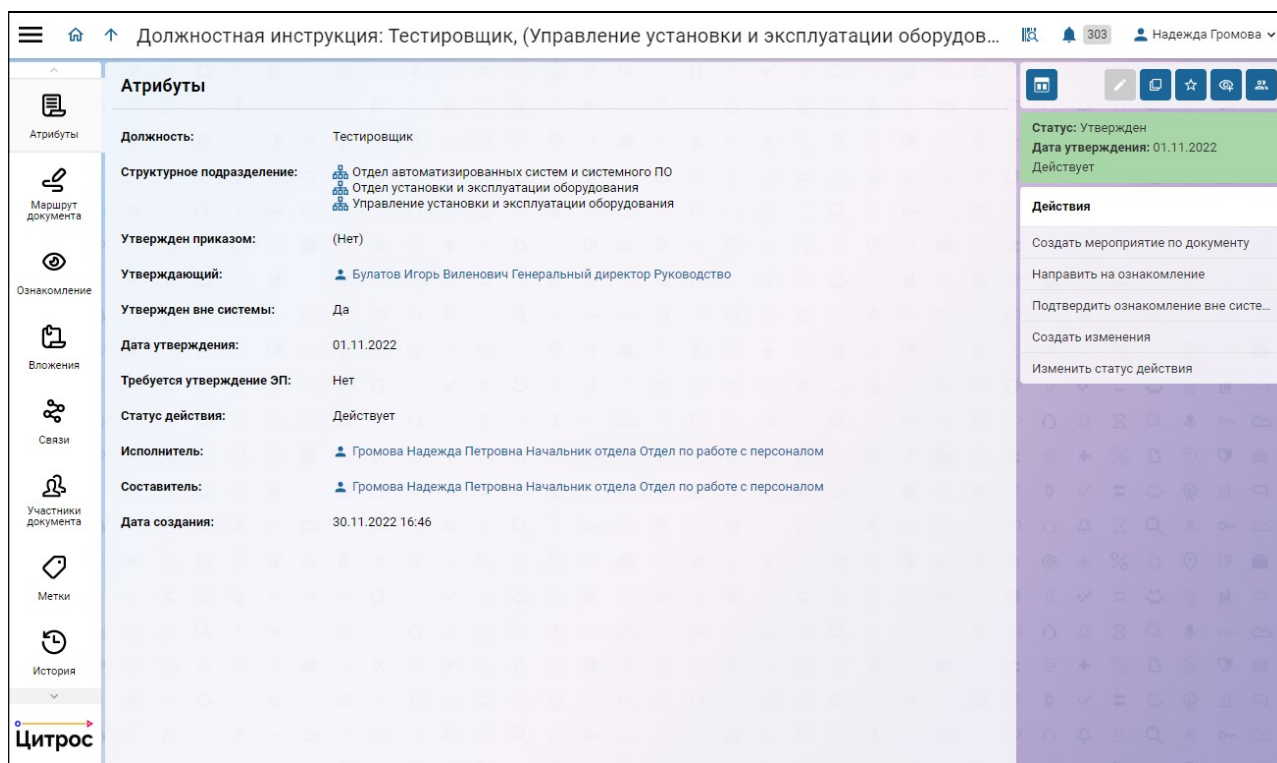 Должностная инструкция: Тестировщик, (Управление установки и эксплуатации оборудов...
303
Надежда Громова
Атрибуты
Маршрут
документа
Ознакомление
Вложения
Связи
Участники
документа
Метки
История
Цитрос
Атрибуты
Должность: Тестировщик
Структурное подразделение: Отдел автоматизированных систем и системного ПО
Отдел установки и эксплуатации оборудования
Управление установки и эксплуатации оборудования
Утвержден приказом: (Нет)
Утверждающий: Булатов Игорь Виленович Генеральный директор Руководство
Утвержден вне системы: Да
Дата утверждения: 01.11.2022
Требуется утверждение ЭП: Нет
Статус действия: Действует
Исполнитель: Громова Надежда Петровна Начальник отдела Отдел по работе с персоналом
Составитель: Громова Надежда Петровна Начальник отдела Отдел по работе с персоналом
Дата создания: 30.11.2022 16:46
Статус: Утвержден
Дата утверждения: 01.11.2022
Действует
Действия
Создать мероприятие по документу
Направить на ознакомление
Подтвердить ознакомление вне систе...
Создать изменения
Изменить статус действия